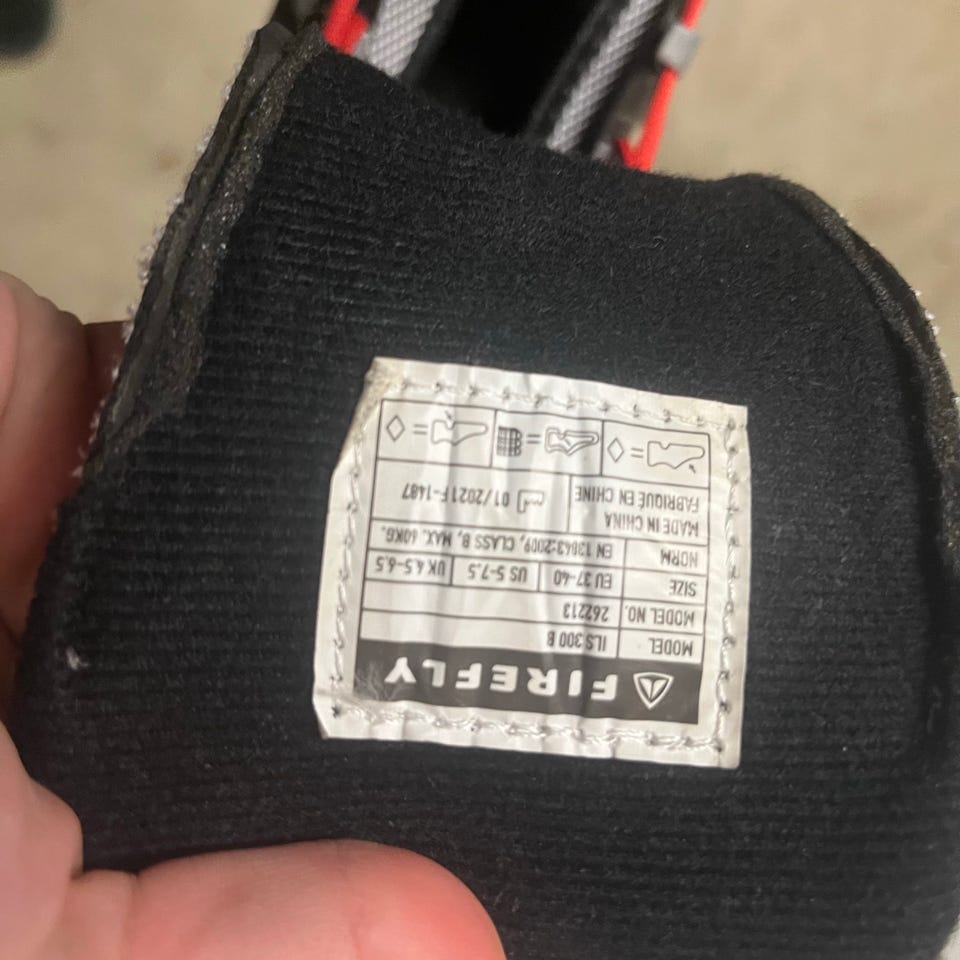 FIREFLY
MODEL ILS 300 B
MODEL NO. 262213
SIZE EU 37-40 US 5-7.5 UK 4.5-6.5
NORM EN 13843:2009, CLASS B, MAX. 60KG.
MADE IN CHINA
FABRIQUÉ EN CHINE 01/2021 F-1487